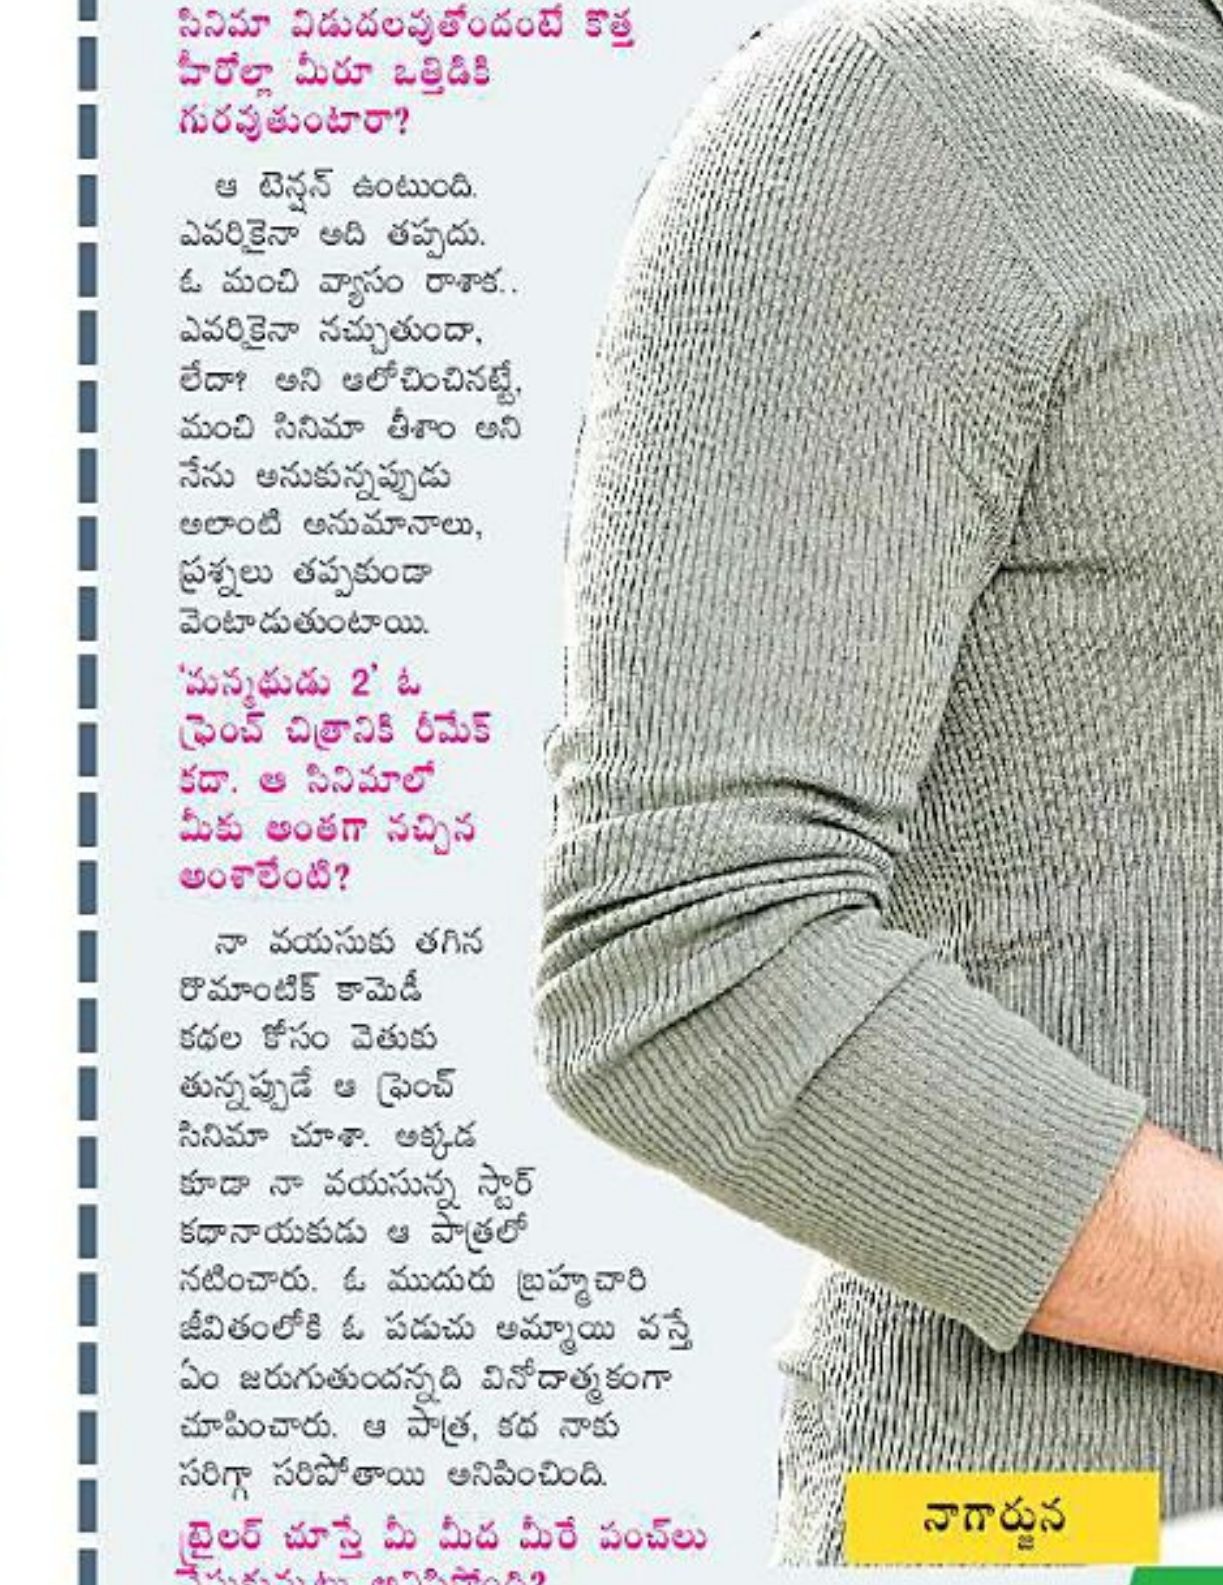 సినిమా విడుదలవుతోందంటే కొత్త
హీరోల్లా మీరూ ఒత్తిడికి
గురవుతుంటారా?
ఆ టెన్షన్ ఉంటుంది.
ఎవరికైనా అది తప్పదు.
ఓ మంచి వ్యాసం రాశాక..
ఎవరికైనా నచ్చుతుందా,
లేదా? అని ఆలోచించినట్టే,
మంచి సినిమా తీశాం అని
నేను అనుకున్నప్పుడు
అలాంటి అనుమానాలు,
ప్రశ్నలు తప్పకుండా
వెంటాడుతుంటాయి.
‘మన్మథుడు 2’ ఓ
ఫ్రెంచ్ చిత్రానికి రీమేక్
కదా. ఆ సినిమాలో
మీకు అంతగా నచ్చిన
అంశాలేంటి?
నా వయసుకు తగిన
రొమాంటిక్ కామెడీ
కథల కోసం వెతుకు
తున్నప్పుడే ఆ ఫ్రెంచ్
సినిమా చూశా. అక్కడ
కూడా నా వయసున్న స్టార్
కథానాయకుడు ఆ పాత్రలో
నటించారు. ఓ ముదురు బ్రహ్మచారి
జీవితంలోకి ఓ పడుచు అమ్మాయి వస్తే
ఏం జరుగుతుందన్నది వినోదాత్మకంగా
చూపించారు. ఆ పాత్ర, కథ నాకు
సరిగ్గా సరిపోతాయి అనిపించింది.
ట్రైలర్ చూస్తే మీ మీద మీరే పంచ్‌లు
నాగార్జున